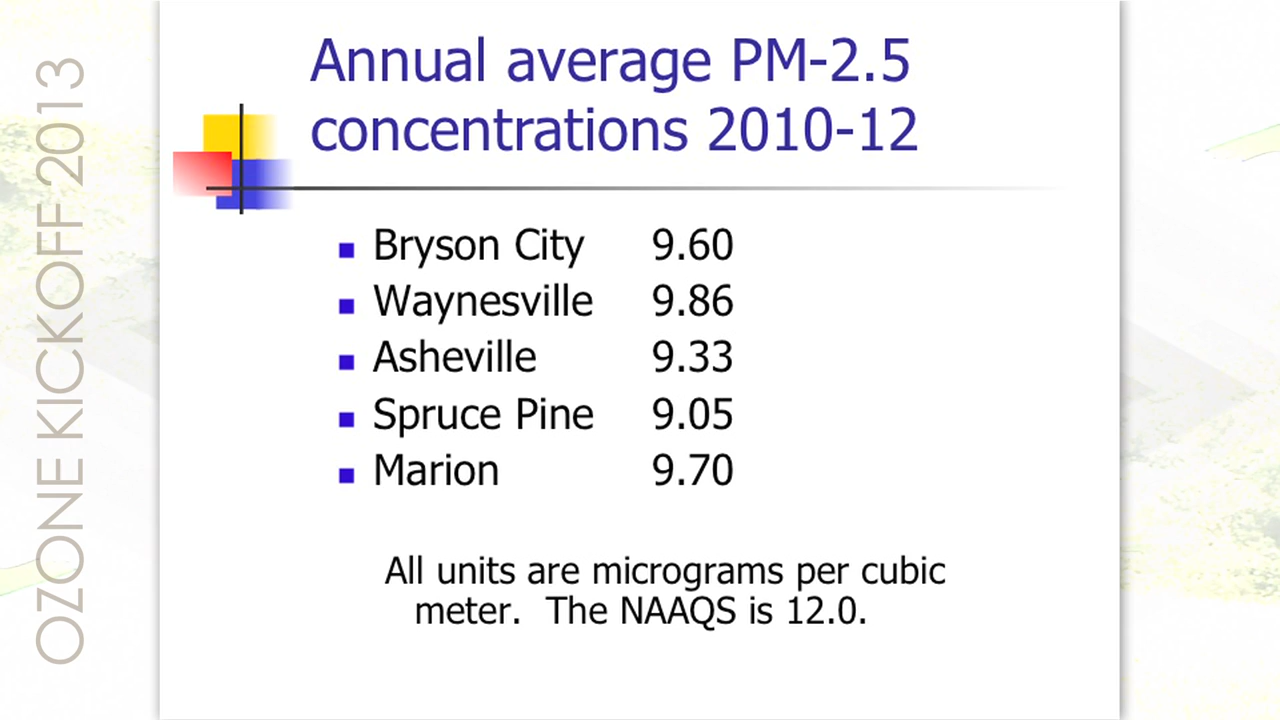 OZONE KICKOFF 2013
Annual average PM-2.5
concentrations 2010-12
Bryson City 9.60
Waynesville 9.86
Asheville 9.33
Spruce Pine 9.05
Marion 9.70
All units are micrograms per cubic
meter. The NAAQS is 12.0.